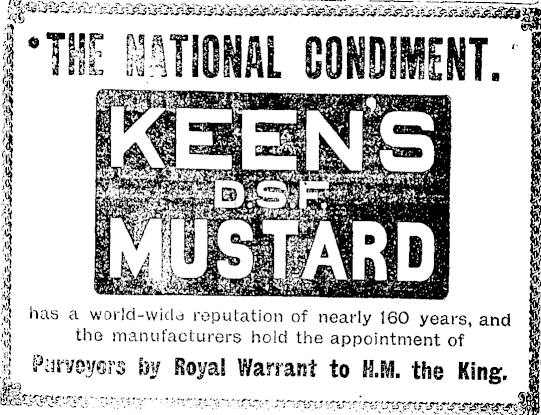 THE NATIONAL CONDIMENT.
KEEN'S
D.S.F.
MUSTARD
has a world-wide reputation of nearly 160 years, and
the manufacturers hold the appointment of
Purveyors by Royal Warrant to H.M. the King.